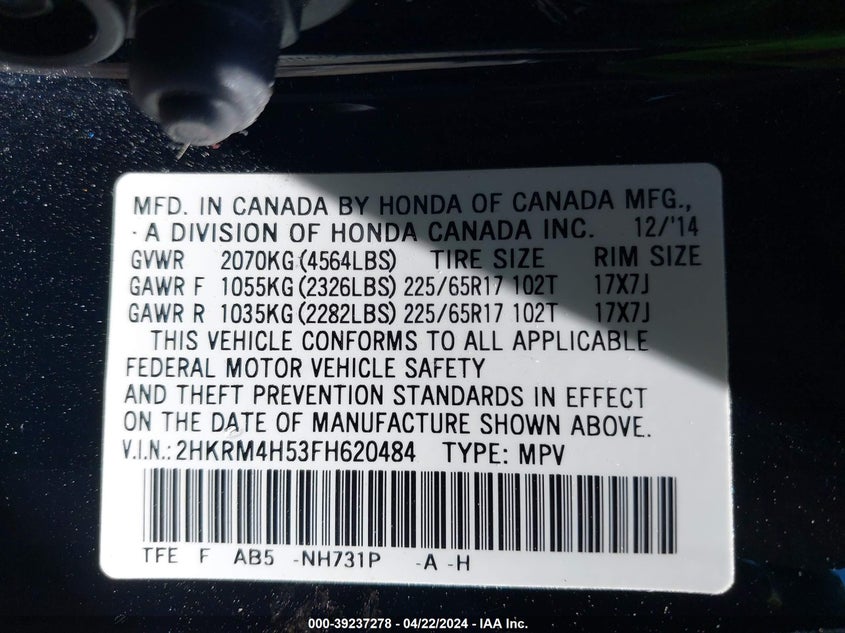 MFD. IN CANADA BY HONDA OF CANADA MFG.,
- A DIVISION OF HONDA CANADA INC. 12/'14
GVWR 2070KG (4564LBS) TIRE SIZE RIM SIZE
GAWR F 1055KG (2326LBS) 225/65R17 102T 17X7J
GAWR R 1035KG (2282LBS) 225/65R17 102T 17X7J
THIS VEHICLE CONFORMS TO ALL APPLICABLE
FEDERAL MOTOR VEHICLE SAFETY
AND THEFT PREVENTION STANDARDS IN EFFECT
ON THE DATE OF MANUFACTURE SHOWN ABOVE.
V.I.N.: 2HKRM4H53FH620484 TYPE: MPV
TFE F AB5 -NH731P -A -H
000-39237278 - 04/22/2024 - IAA Inc.